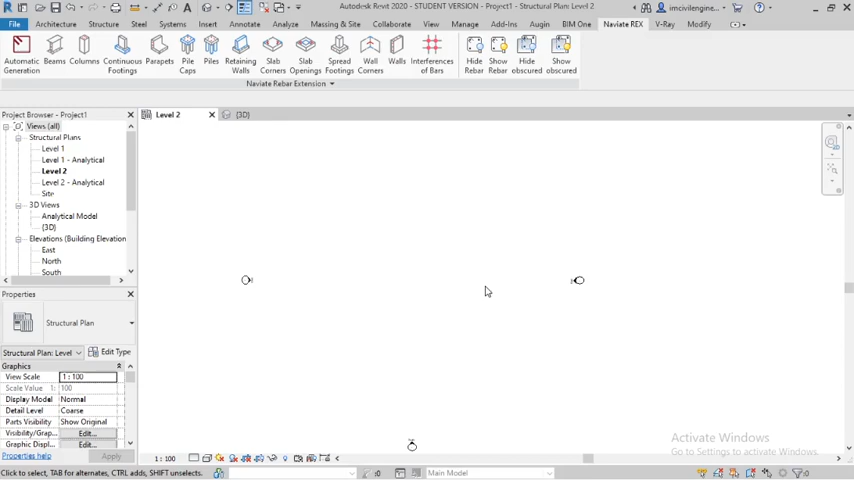 Autodesk Revit 2020 - STUDENT VERSION - Project1 - Structural Plan: Level 2
imcivilengine...
File Architecture Structure Steel Systems Insert Annotate Analyze Massing & Site Collaborate View Manage Add-Ins Augin BIM One Naviate REX V-Ray Modify
Automatic Generation
Beams
Columns
Continuous Footings
Parapets
Pile Caps
Piles
Retaining Walls
Slab Corners
Slab Openings
Spread Footings
Wall Corners
Walls
Interferences of Bars
Hide Rebar
Show Rebar
Hide obscured
Show obscured
Naviate Rebar Extension
Project Browser - Project1
Level 2
{3D}
Views (all)
Structural Plans
Level 1
Level 1 - Analytical
Level 2
Level 2 - Analytical
Site
3D Views
Analytical Model
{3D}
Elevations (Building Elevation
East
North
South
Properties
Structural Plan
Structural Plan: Level
Edit Type
Graphics
View Scale 1 : 100
Scale Value 1: 100
Display Model Normal
Detail Level Coarse
Parts Visibility Show Original
Visibility/Grap... Edit...
Graphic Displ... Edit...
Properties help
Apply
1 : 100
Activate Windows
Go to Settings to activate Windows.
Click to select, TAB for alternates, CTRL adds, SHIFT unselects.
:0
Main Model
:0